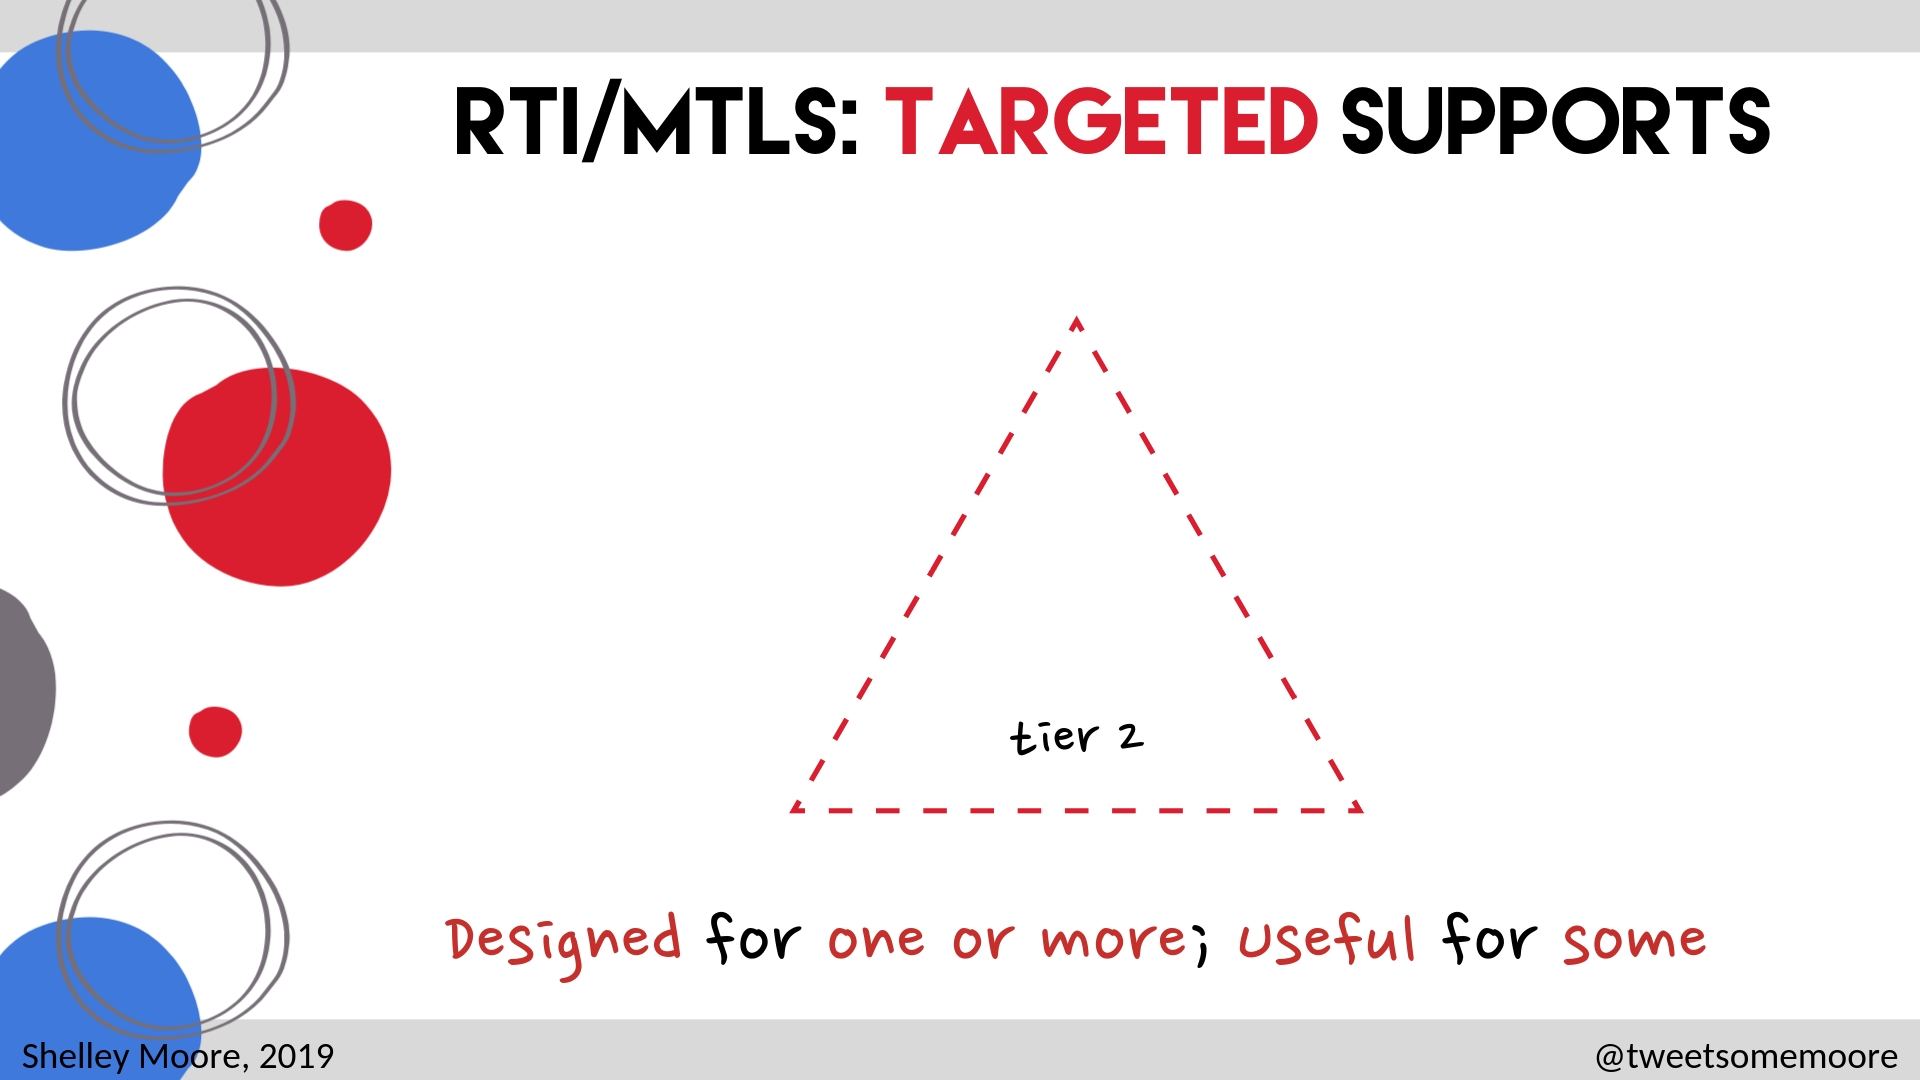 RTI/MTLS: TARGETED SUPPORTS
tier 2
Designed for one or more; useful for some
Shelley Moore, 2019
@tweetsomemoore